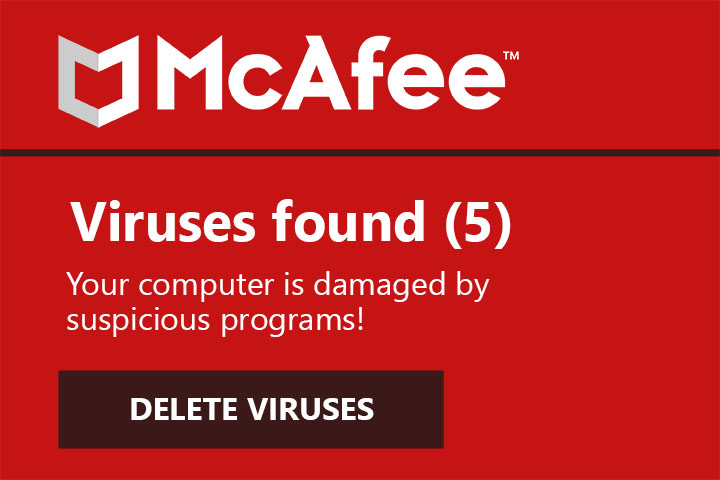 McAfee™
Viruses found (5)
Your computer is damaged by
suspicious programs!
DELETE VIRUSES